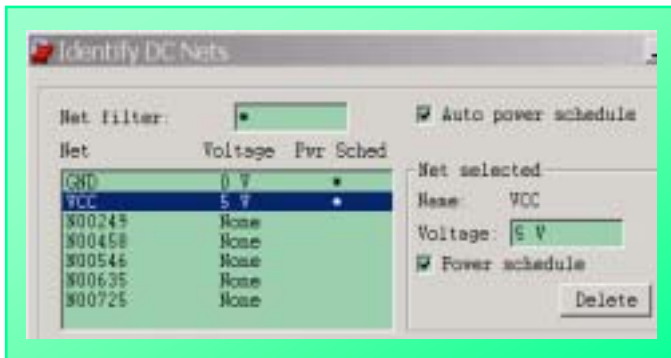 Identify DC Nets
Net filter: *
Auto power schedule
Net Voltage Pwr Sched
GND 0 V *
VCC 5 V *
N00249 None
N00458 None
N00546 None
N00635 None
N00725 None
Net selected
Name: VCC
Voltage: 5 V
Power schedule
Delete